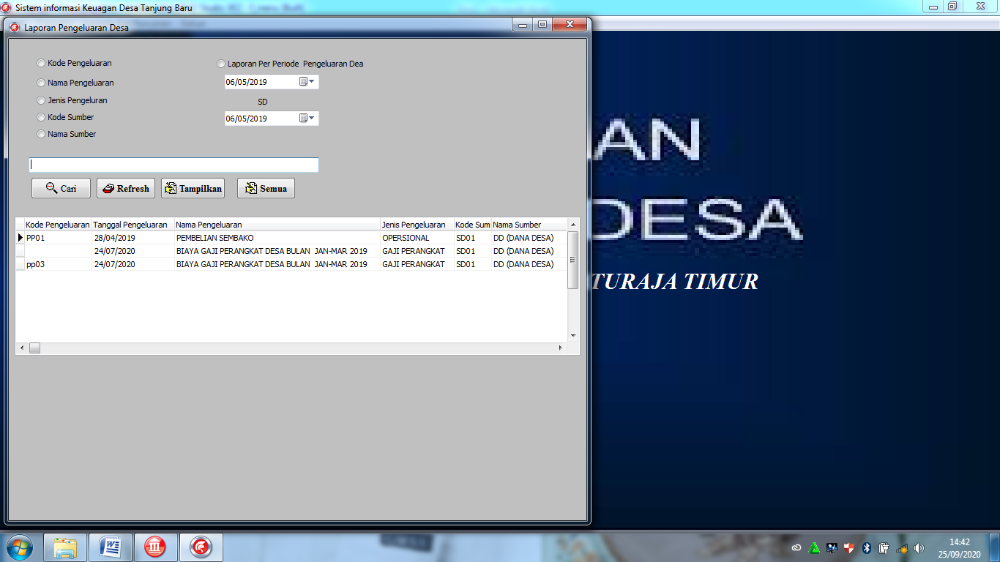 Sistem informasi Keuagan Desa Tanjung Baru
Laporan Pengeluaran Desa
Kode Pengeluaran
Laporan Per Periode Pengeluaran Dea
Nama Pengeluaran
06/05/2019
Jenis Pengeluran
SD
Kode Sumber
06/05/2019
Nama Sumber
Cari Refresh Tampilkan Semua
Kode Pengeluaran Tanggal Pengeluaran Nama Pengeluaran Jenis Pengeluaran Kode Sum Nama Sumber
PP01 28/04/2019 PEMBELIAN SEMBAKO OPERSIONAL SD01 DD (DANA DESA)
24/07/2020 BIAYA GAJI PERANGKAT DESA BULAN JAN-MAR 2019 GAJI PERANGKAT SD01 DD (DANA DESA)
pp03 24/07/2020 BIAYA GAJI PERANGKAT DESA BULAN JAN-MAR 2019 GAJI PERANGKAT SD01 DD (DANA DESA)
AN
DESA
TURAJA TIMUR
14:42
25/09/2020